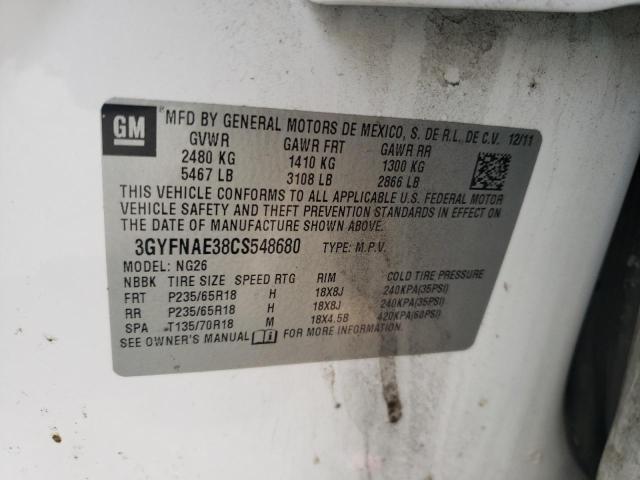 GM
MFD BY GENERAL MOTORS DE MEXICO, S. DE R.L. DE C.V. 12/11
GVWR GAWR FRT GAWR RR
2480 KG 1410 KG 1300 KG
5467 LB 3108 LB 2866 LB
THIS VEHICLE CONFORMS TO ALL APPLICABLE U.S. FEDERAL MOTOR
VEHICLE SAFETY AND THEFT PREVENTION STANDARDS IN EFFECT ON
THE DATE OF MANUFACTURE SHOWN ABOVE.
3GYFNAE38CS548680 TYPE: M.P.V.
MODEL: NG26
NBBK TIRE SIZE SPEED RTG RIM COLD TIRE PRESSURE
FRT P235/65R18 H 18X8J 240KPA(35PSI)
RR P235/65R18 H 18X8J 240KPA(35PSI)
SPA T135/70R18 M 18X4.5B 420KPA(60PSI)
SEE OWNER'S MANUAL FOR MORE INFORMATION.